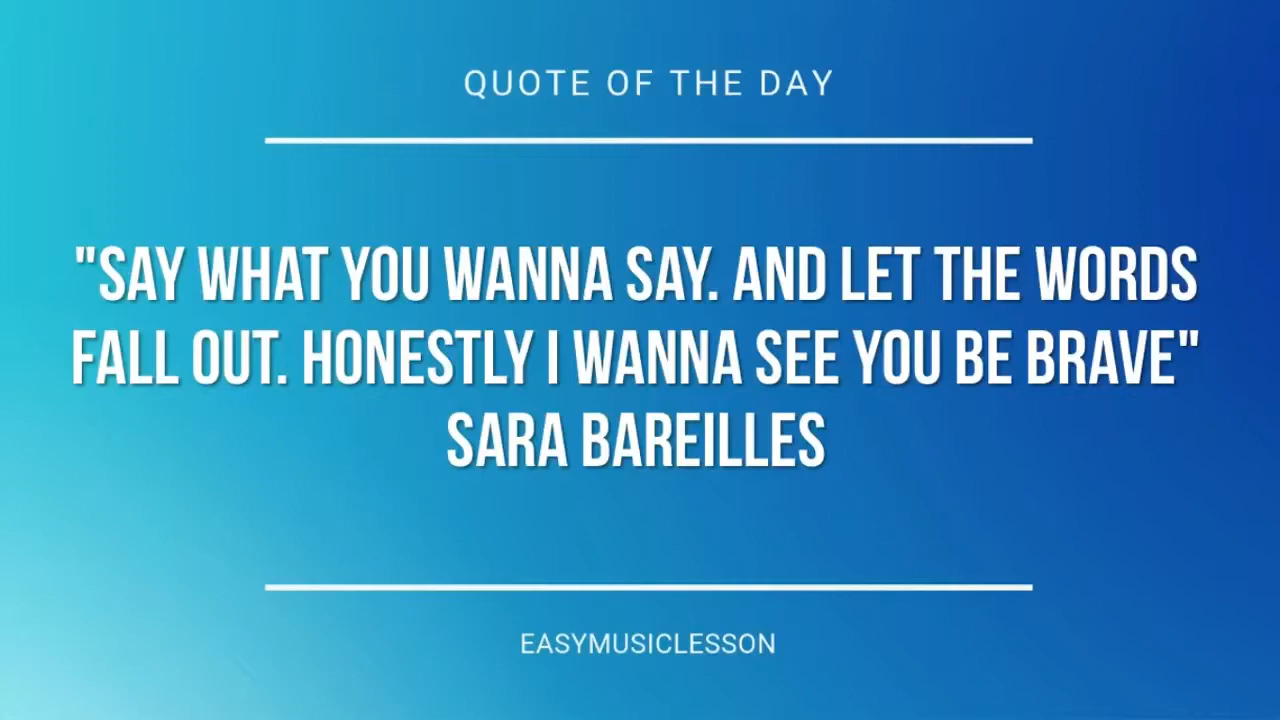 QUOTE OF THE DAY
"SAY WHAT YOU WANNA SAY. AND LET THE WORDS
FALL OUT. HONESTLY I WANNA SEE YOU BE BRAVE"
SARA BAREILLES
EASYMUSICLESSON